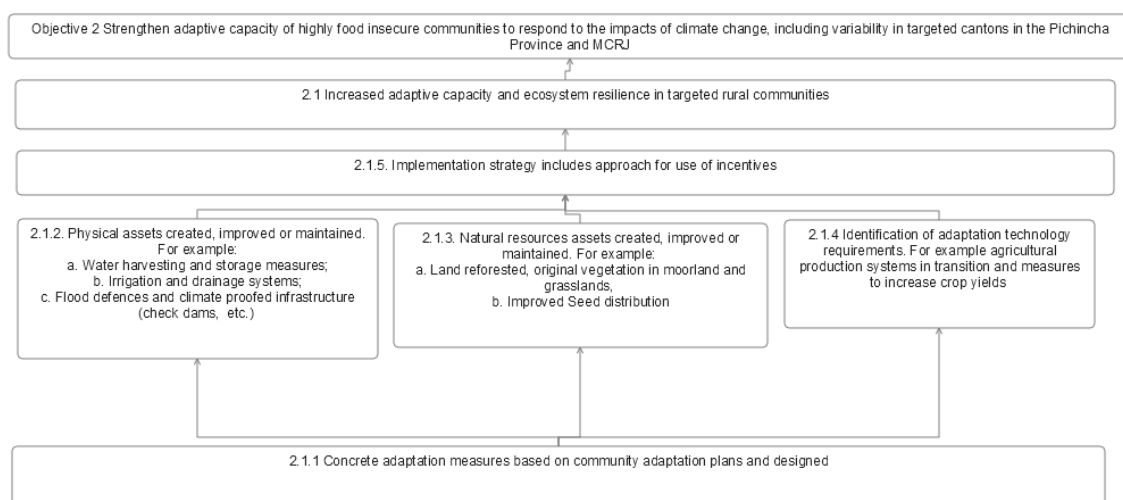 Objective 2 Strengthen adaptive capacity of highly food insecure communities to respond to the impacts of climate change, including variability in targeted cantons in the Pichincha
Province and MCRJ
2.1 Increased adaptive capacity and ecosystem resilience in targeted rural communities
2.1.5. Implementation strategy includes approach for use of incentives
2.1.2. Physical assets created, improved or maintained.
For example:
a. Water harvesting and storage measures;
b. Irrigation and drainage systems;
c. Flood defences and climate proofed infrastructure
(check dams, etc.)
2.1.3. Natural resources assets created, improved or
maintained. For example:
a. Land reforested, original vegetation in moorland and
grasslands,
b. Improved Seed distribution
2.1.4 Identification of adaptation technology
requirements. For example agricultural
production systems in transition and measures
to increase crop yields
2.1.1 Concrete adaptation measures based on community adaptation plans and designed